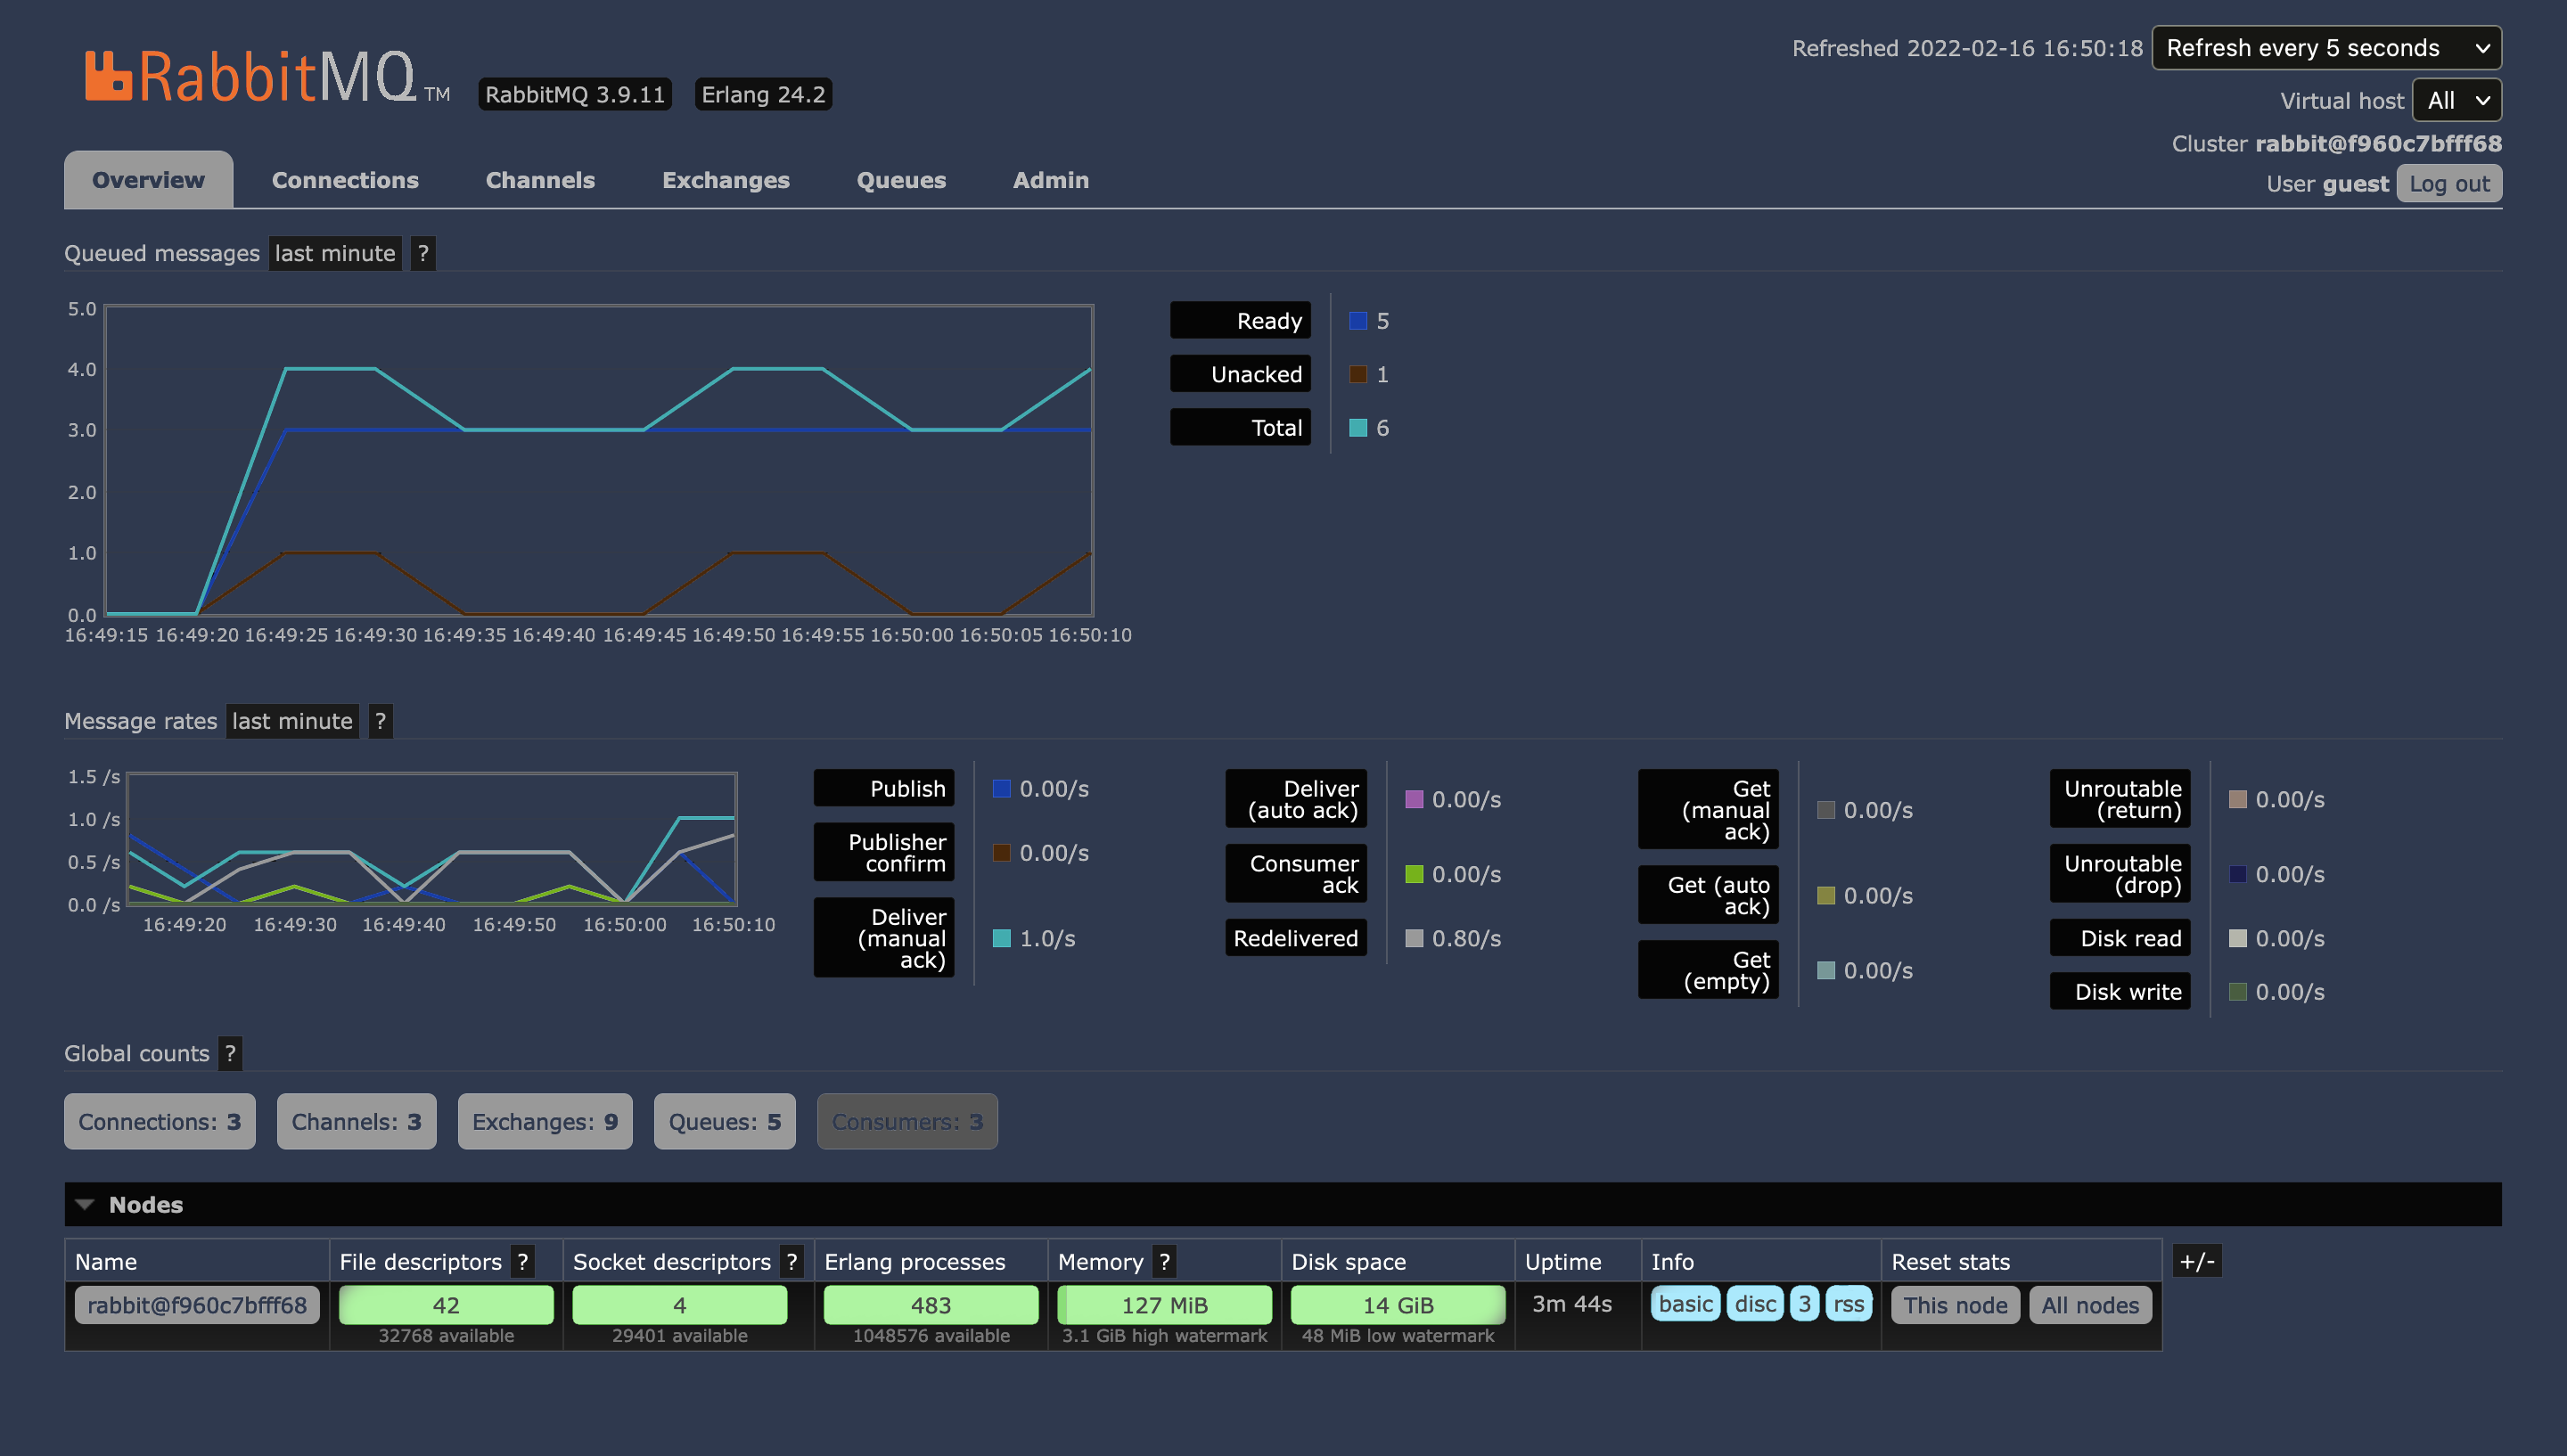 RabbitMQ TM
RabbitMQ 3.9.11
Erlang 24.2
Refreshed 2022-02-16 16:50:18
Refresh every 5 seconds
Virtual host All
Cluster rabbit@f960c7bfff68
User guest Log out
Overview Connections Channels Exchanges Queues Admin
Queued messages last minute ?
5.0
4.0
3.0
2.0
1.0
0.0
16:49:15 16:49:20 16:49:25 16:49:30 16:49:35 16:49:40 16:49:45 16:49:50 16:49:55 16:50:00 16:50:05 16:50:10
Ready 5
Unacked 1
Total 6
Message rates last minute ?
1.5 /s
1.0 /s
0.5 /s
0.0 /s
16:49:20 16:49:30 16:49:40 16:49:50 16:50:00 16:50:10
Publish 0.00/s
Publisher
confirm 0.00/s
Deliver
(manual
ack) 1.0/s
Deliver
(auto ack) 0.00/s
Consumer
ack 0.00/s
Redelivered 0.80/s
Get
(manual
ack) 0.00/s
Get (auto
ack) 0.00/s
Get
(empty) 0.00/s
Unroutable
(return) 0.00/s
Unroutable
(drop) 0.00/s
Disk read 0.00/s
Disk write 0.00/s
Global counts ?
Connections: 3 Channels: 3 Exchanges: 9 Queues: 5 Consumers: 3
Nodes
Name File descriptors ? Socket descriptors ? Erlang processes Memory ? Disk space Uptime Info Reset stats +/-
rabbit@f960c7bfff68 42 4 483 127 MiB 14 GiB 3m 44s basic disc 3 rss This node All nodes
32768 available 29401 available 1048576 available 3.1 GiB high watermark 48 MiB low watermark